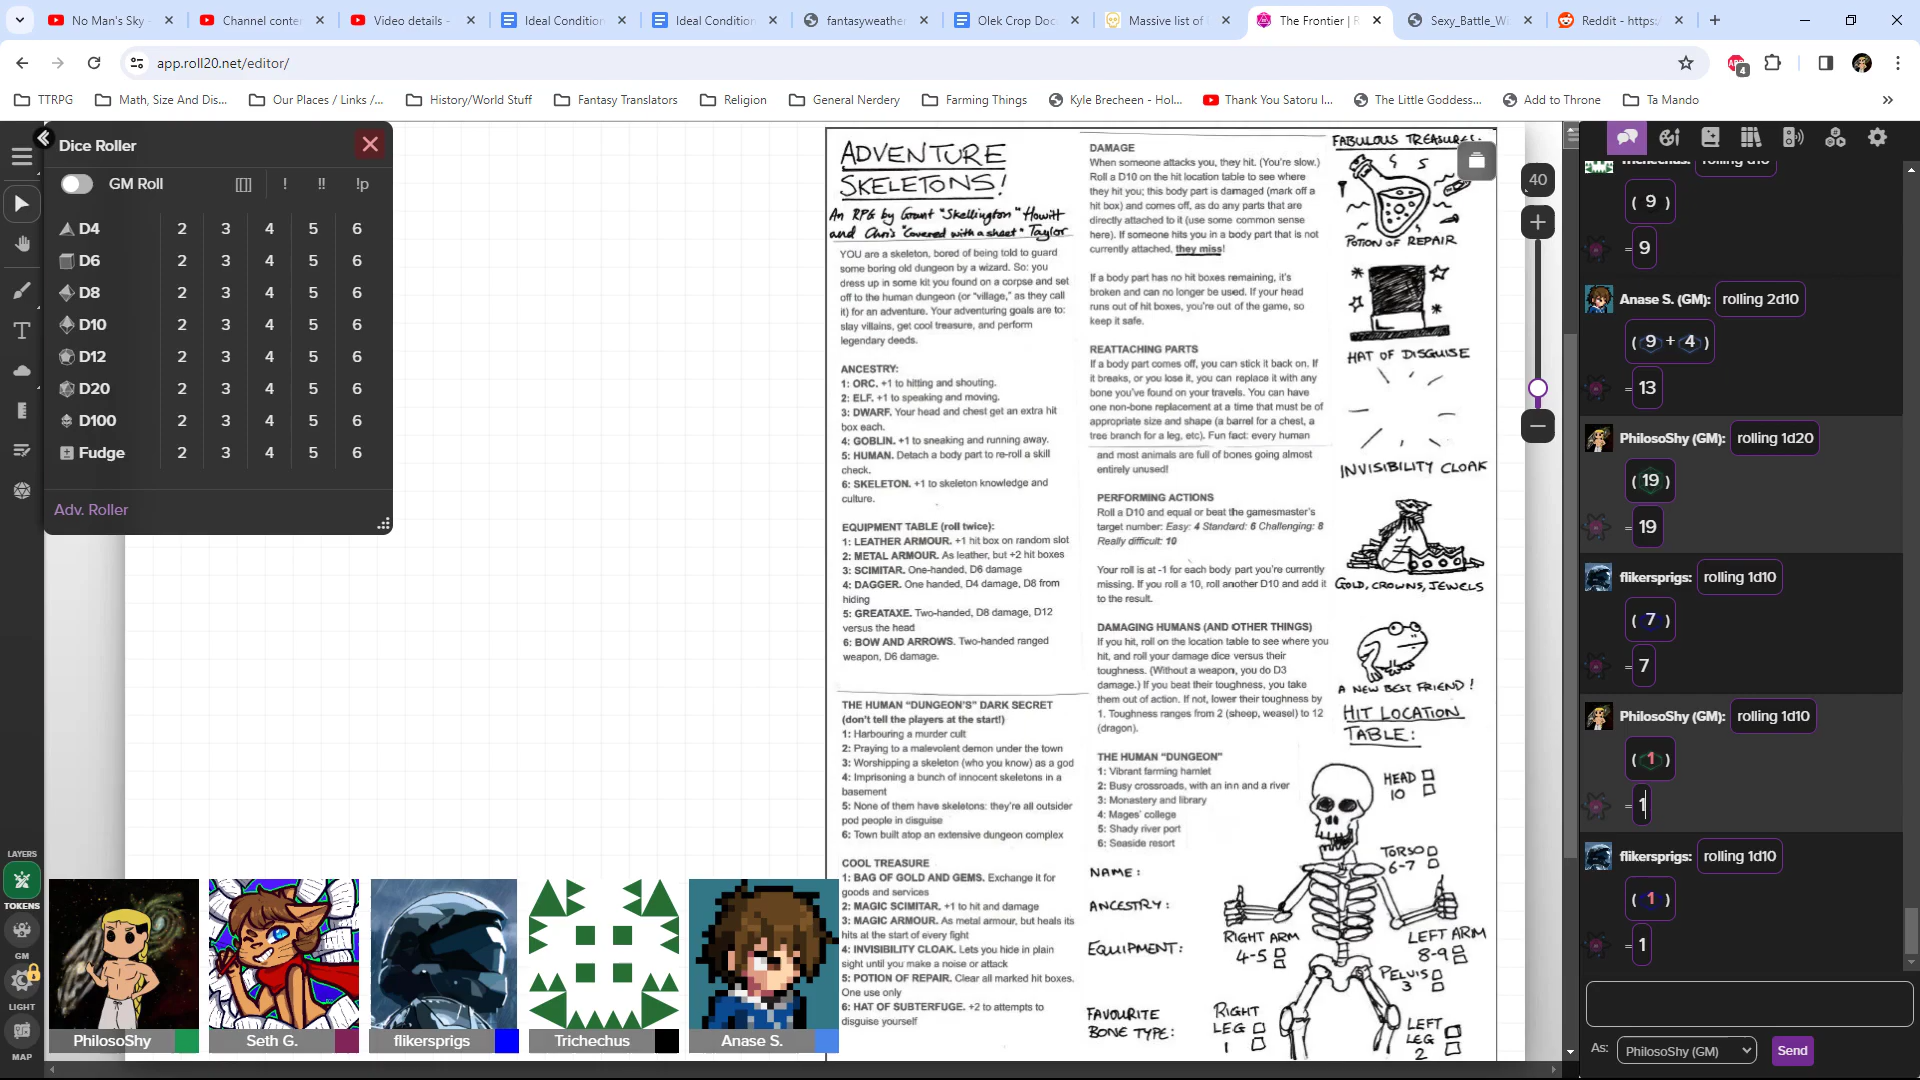 No Man's Sky -
Channel conte
Video details -
Ideal Condition
Ideal Condition
fantasyweather
Olek Crop Doc
Massive list of
The Frontier | R
Sexy_Battle_Wi
Reddit - https:/
app.roll20.net/editor/
4
TTRPG
Math, Size And Dis...
Our Places / Links /...
History/World Stuff
Fantasy Translators
Religion
General Nerdery
Farming Things
Kyle Brecheen - Hol...
Thank You Satoru I...
The Little Goddess...
Add to Throne
Ta Mando
Dice Roller
GM Roll
[[]] ! !! !p
D4 2 3 4 5 6
D6 2 3 4 5 6
D8 2 3 4 5 6
D10 2 3 4 5 6
D12 2 3 4 5 6
D20 2 3 4 5 6
D100 2 3 4 5 6
Fudge 2 3 4 5 6
Adv. Roller
LAYERS
TOKENS
GM
LIGHT
MAP
PhilosoShy
Seth G.
flikersprigs
Trichechus
Anase S.
ADVENTURE
SKELETONS!
An RPG by Grant "Skellington" Howitt
and Chris "Covered with a sheet" Taylor
YOU are a skeleton, bored of being told to guard
some boring old dungeon by a wizard. So: you
dress up in some kit you found on a corpse and set
off to the human dungeon (or "village," as they call
it) for an adventure. Your adventuring goals are to:
slay villains, get cool treasure, and perform
legendary deeds.
ANCESTRY:
1: ORC. +1 to hitting and shouting.
2: ELF. +1 to speaking and moving.
3: DWARF. Your head and chest get an extra hit
box each.
4: GOBLIN. +1 to sneaking and running away.
5: HUMAN. Detach a body part to re-roll a skill
check.
6: SKELETON. +1 to skeleton knowledge and
culture.
EQUIPMENT TABLE (roll twice):
1: LEATHER ARMOUR. +1 hit box on random slot
2: METAL ARMOUR. As leather, but +2 hit boxes
3: SCIMITAR. One-handed, D6 damage
4: DAGGER. One handed, D4 damage, D8 from
hiding
5: GREATAXE. Two-handed, D8 damage, D12
versus the head
6: BOW AND ARROWS. Two-handed ranged
weapon, D6 damage.
THE HUMAN "DUNGEON'S" DARK SECRET
(don't tell the players at the start!)
1: Harbouring a murder cult
2: Praying to a malevolent demon under the town
3: Worshipping a skeleton (who you know) as a god
4: Imprisoning a bunch of innocent skeletons in a
basement
5: None of them have skeletons: they're all outsider
pod people in disguise
6: Town built atop an extensive dungeon complex
COOL TREASURE
1: BAG OF GOLD AND GEMS. Exchange it for
goods and services
2: MAGIC SCIMITAR. +1 to hit and damage
3: MAGIC ARMOUR. As metal armour, but heals its
hits at the start of every fight
4: INVISIBILITY CLOAK. Lets you hide in plain
sight until you make a noise or attack
5: POTION OF REPAIR. Clear all marked hit boxes.
One use only
6: HAT OF SUBTERFUGE. +2 to attempts to
disguise yourself
DAMAGE
When someone attacks you, they hit. (You're slow.)
Roll a D10 on the hit location table to see where
they hit you; this body part is damaged (mark off a
hit box) and comes off, as do any parts that are
directly attached to it (use some common sense
here). If someone hits you in a body part that is not
currently attached, they miss!
If a body part has no hit boxes remaining, it's
broken and can no longer be used. If your head
runs out of hit boxes, you're out of the game, so
keep it safe.
REATTACHING PARTS
If a body part comes off, you can stick it back on. If
it breaks, or you lose it, you can replace it with any
bone you've found on your travels. You can have
one non-bone replacement at a time that must be of
appropriate size and shape (a barrel for a chest, a
tree branch for a leg, etc). Fun fact: every human
and most animals are full of bones going almost
entirely unused!
PERFORMING ACTIONS
Roll a D10 and equal or beat the gamesmaster's
target number: Easy: 4 Standard: 6 Challenging: 8
Really difficult: 10
Your roll is at -1 for each body part you're currently
missing. If you roll a 10, roll another D10 and add it
to the result.
DAMAGING HUMANS (AND OTHER THINGS)
If you hit, roll on the location table to see where you
hit, and roll your damage dice versus their
toughness. (Without a weapon, you do D3
damage.) If you beat their toughness, you take
them out of action. If not, lower their toughness by
1. Toughness ranges from 2 (sheep, weasel) to 12
(dragon).
THE HUMAN "DUNGEON"
1: Vibrant farming hamlet
2: Busy crossroads, with an inn and a river
3: Monastery and library
4: Mages' college
5: Shady river port
6: Seaside resort
NAME:
ANCESTRY:
EQUIPMENT:
FAVOURITE
BONE TYPE:
FABULOUS TREASURES:
POTION OF REPAIR
HAT OF DISGUISE
INVISIBILITY CLOAK
GOLD, CROWNS, JEWELS
A NEW BEST FRIEND!
HIT LOCATION
TABLE:
HEAD
10
TORSO
6-7
RIGHT ARM
4-5
LEFT ARM
8-9
PELVIS
3
RIGHT
LEG
1
LEFT
LEG
2
40
Trichechus: rolling 1d10
(9)
=9
Anase S. (GM): rolling 2d10
(9+4)
=13
PhilosoShy (GM): rolling 1d20
(19)
=19
flikersprigs: rolling 1d10
(7)
=7
PhilosoShy (GM): rolling 1d10
(1)
=1
flikersprigs: rolling 1d10
(1)
=1
As: PhilosoShy (GM) Send